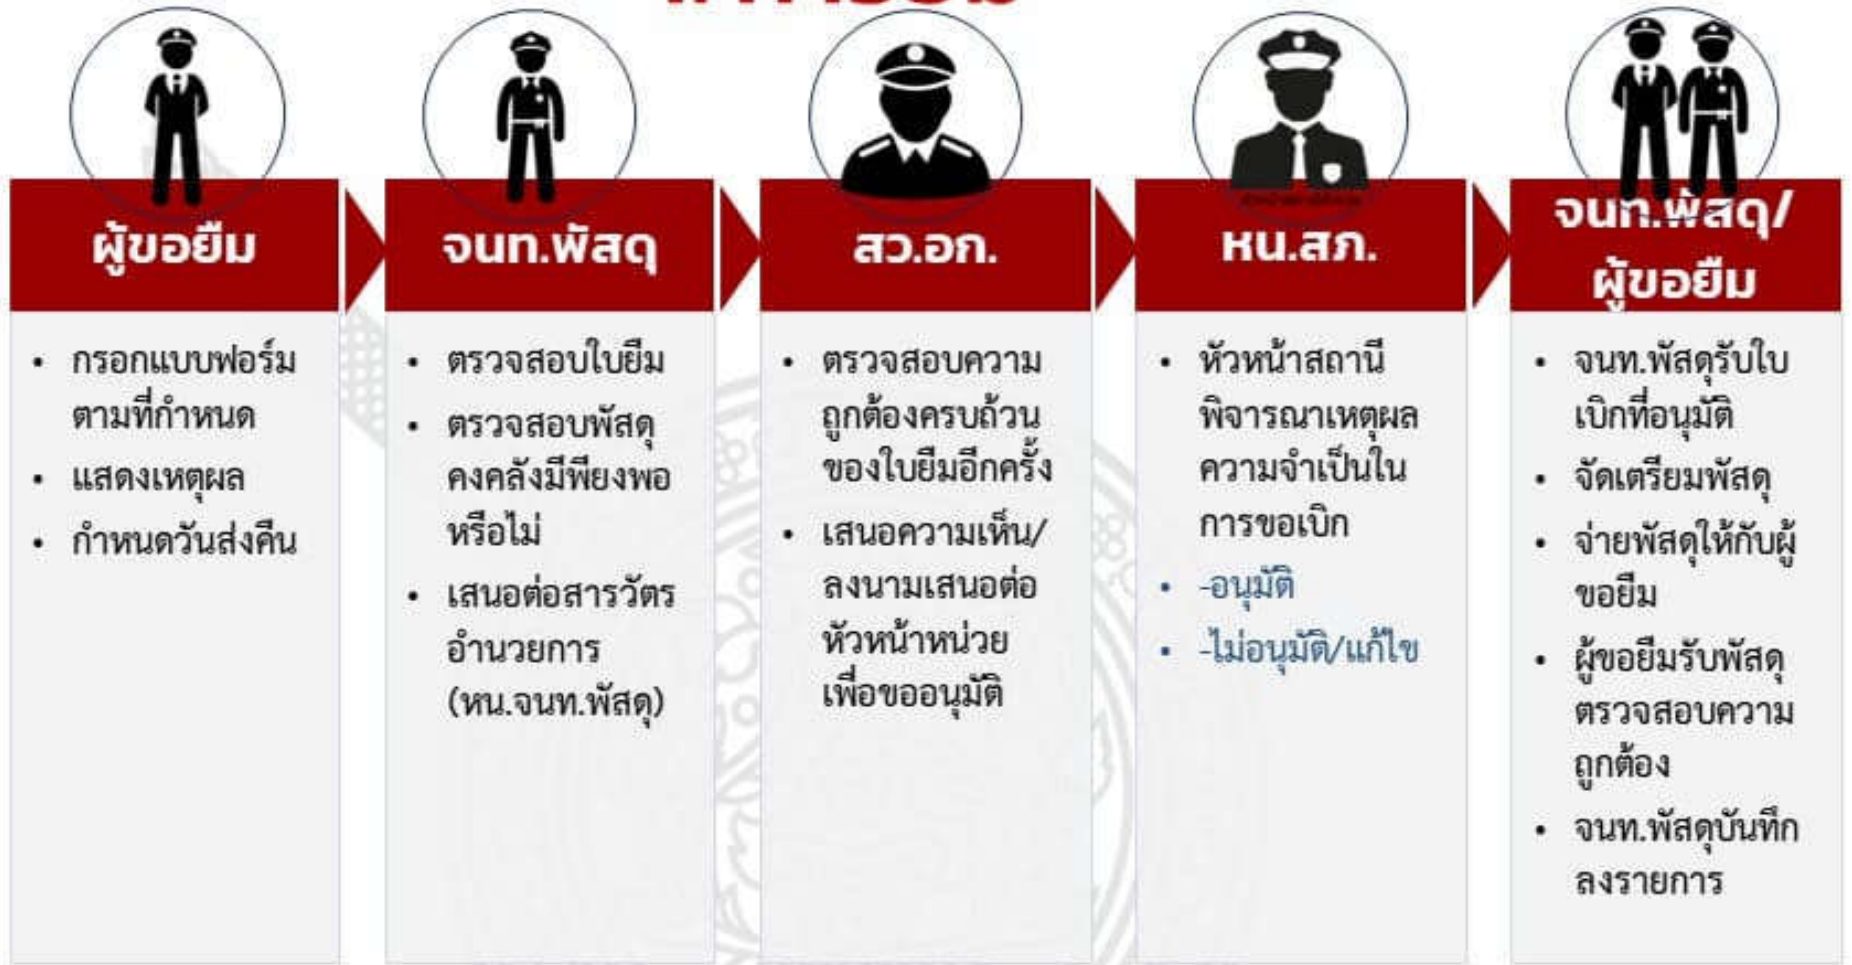 ผู้ขอยืม
• กรอกแบบฟอร์ม
ตามที่กำหนด
• แสดงเหตุผล
• กำหนดวันส่งคืน
จนท.พัสดุ
• ตรวจสอบใบยืม
• ตรวจสอบพัสดุ
คงคลังมีพียงพอ
หรือไม่
• เสนอต่อสารวัตร
อำนวยการ
(หน.จนท.พัสดุ)
สว.อก.
• ตรวจสอบความ
ถูกต้องครบถ้วน
ของใบยืมอีกครั้ง
• เสนอความเห็น/
ลงนามเสนอต่อ
หัวหน้าหน่วย
เพื่อขออนุมัติ
หน.สภ.
• หัวหน้าสถานี
พิจารณาเหตุผล
ความจำเป็นใน
การขอเบิก
• -อนุมัติ
• -ไม่อนุมัติ/แก้ไข
จนท.พัสดุ/
ผู้ขอยืม
• จนท.พัสดุรับใบ
เบิกที่อนุมัติ
• จัดเตรียมพัสดุ
• จ่ายพัสดุให้กับผู้
ขอยืม
• ผู้ขอยืมรับพัสดุ
ตรวจสอบความ
ถูกต้อง
• จนท.พัสดุบันทึก
ลงรายการ